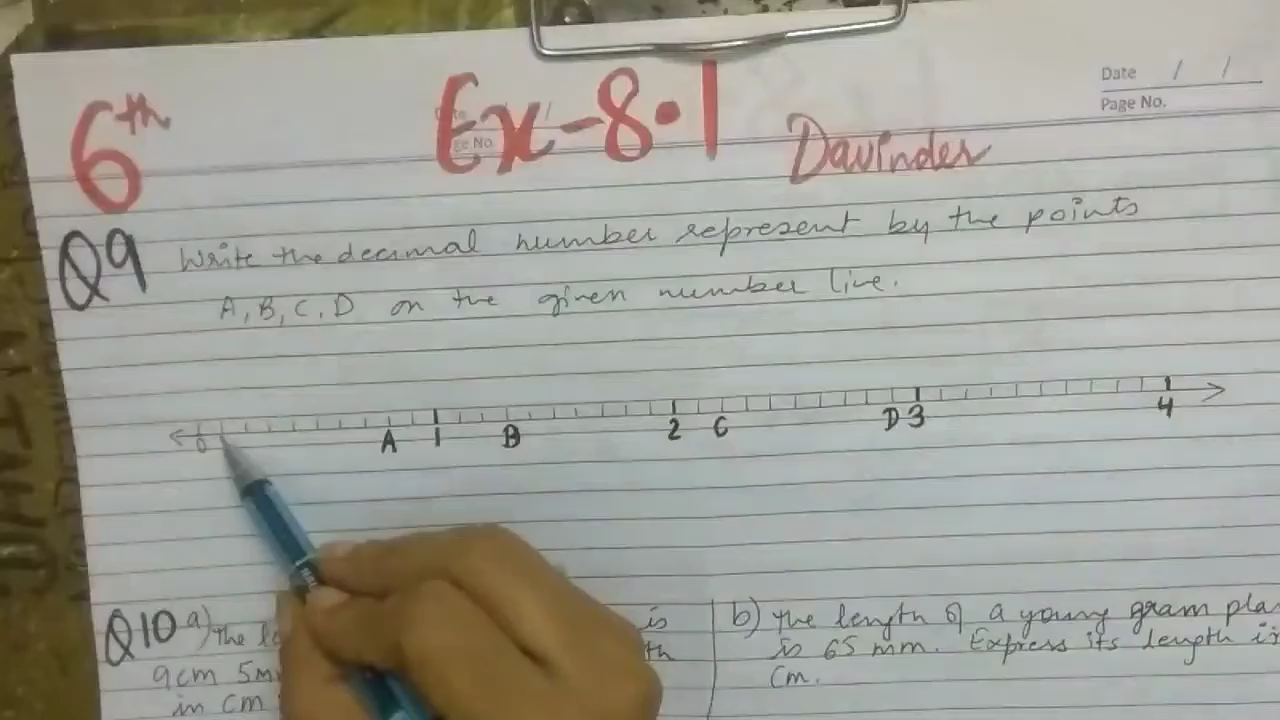 6th Ex-8.1 Davinder
Date / /
Page No.
Q9 Write the decimal number represent by the points
A, B, C, D on the given number line.
0 A 1 B 2 C D 3 4
Q10 a) The is
9cm 5m
in cm
b) The length of a young gram pla
is 65 mm. Express its length i
cm.